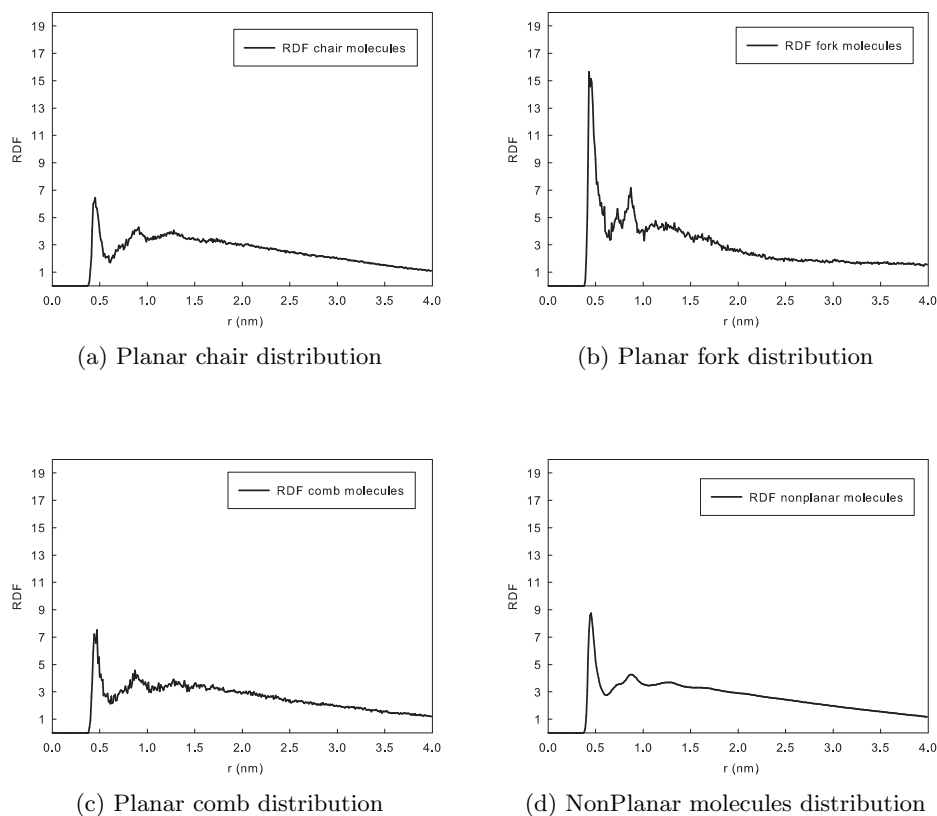 19
17
15
13
11
9
7
5
3
1
RDF
RDF chair molecules
0.0 0.5 1.0 1.5 2.0 2.5 3.0 3.5 4.0
r (nm)
(a) Planar chair distribution
19
17
15
13
11
9
7
5
3
1
RDF
RDF fork molecules
0.0 0.5 1.0 1.5 2.0 2.5 3.0 3.5 4.0
r (nm)
(b) Planar fork distribution
19
17
15
13
11
9
7
5
3
1
RDF
RDF comb molecules
0.0 0.5 1.0 1.5 2.0 2.5 3.0 3.5 4.0
r (nm)
(c) Planar comb distribution
19
17
15
13
11
9
7
5
3
1
RDF
RDF nonplanar molecules
0.0 0.5 1.0 1.5 2.0 2.5 3.0 3.5 4.0
r (nm)
(d) NonPlanar molecules distribution